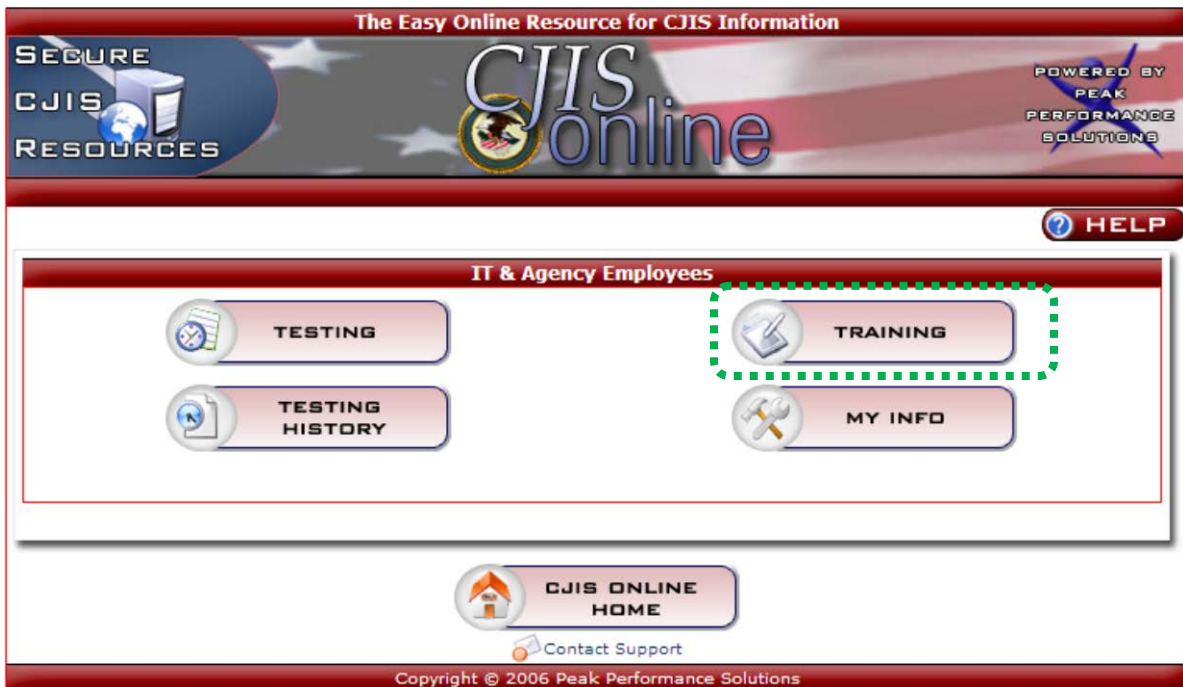 The Easy Online Resource for CJIS Information
SECURE
CJIS
RESOURCES
CJIS
online
POWERED BY
PEAK
PERFORMANCE
SOLUTIONS
? HELP
IT & Agency Employees
TESTING
TRAINING
TESTING
HISTORY
MY INFO
CJIS ONLINE
HOME
Contact Support
Copyright © 2006 Peak Performance Solutions